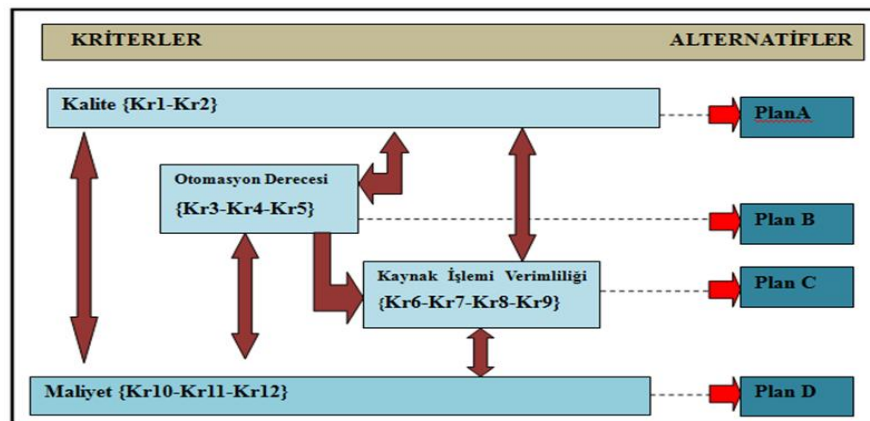 KRİTERLER
ALTERNATİFLER
Kalite {Kr1-Kr2}
PlanA
Otomasyon Derecesi
{Kr3-Kr4-Kr5}
Plan B
Kaynak İşlemi Verimliliği
{Kr6-Kr7-Kr8-Kr9}
Plan C
Maliyet {Kr10-Kr11-Kr12}
Plan D